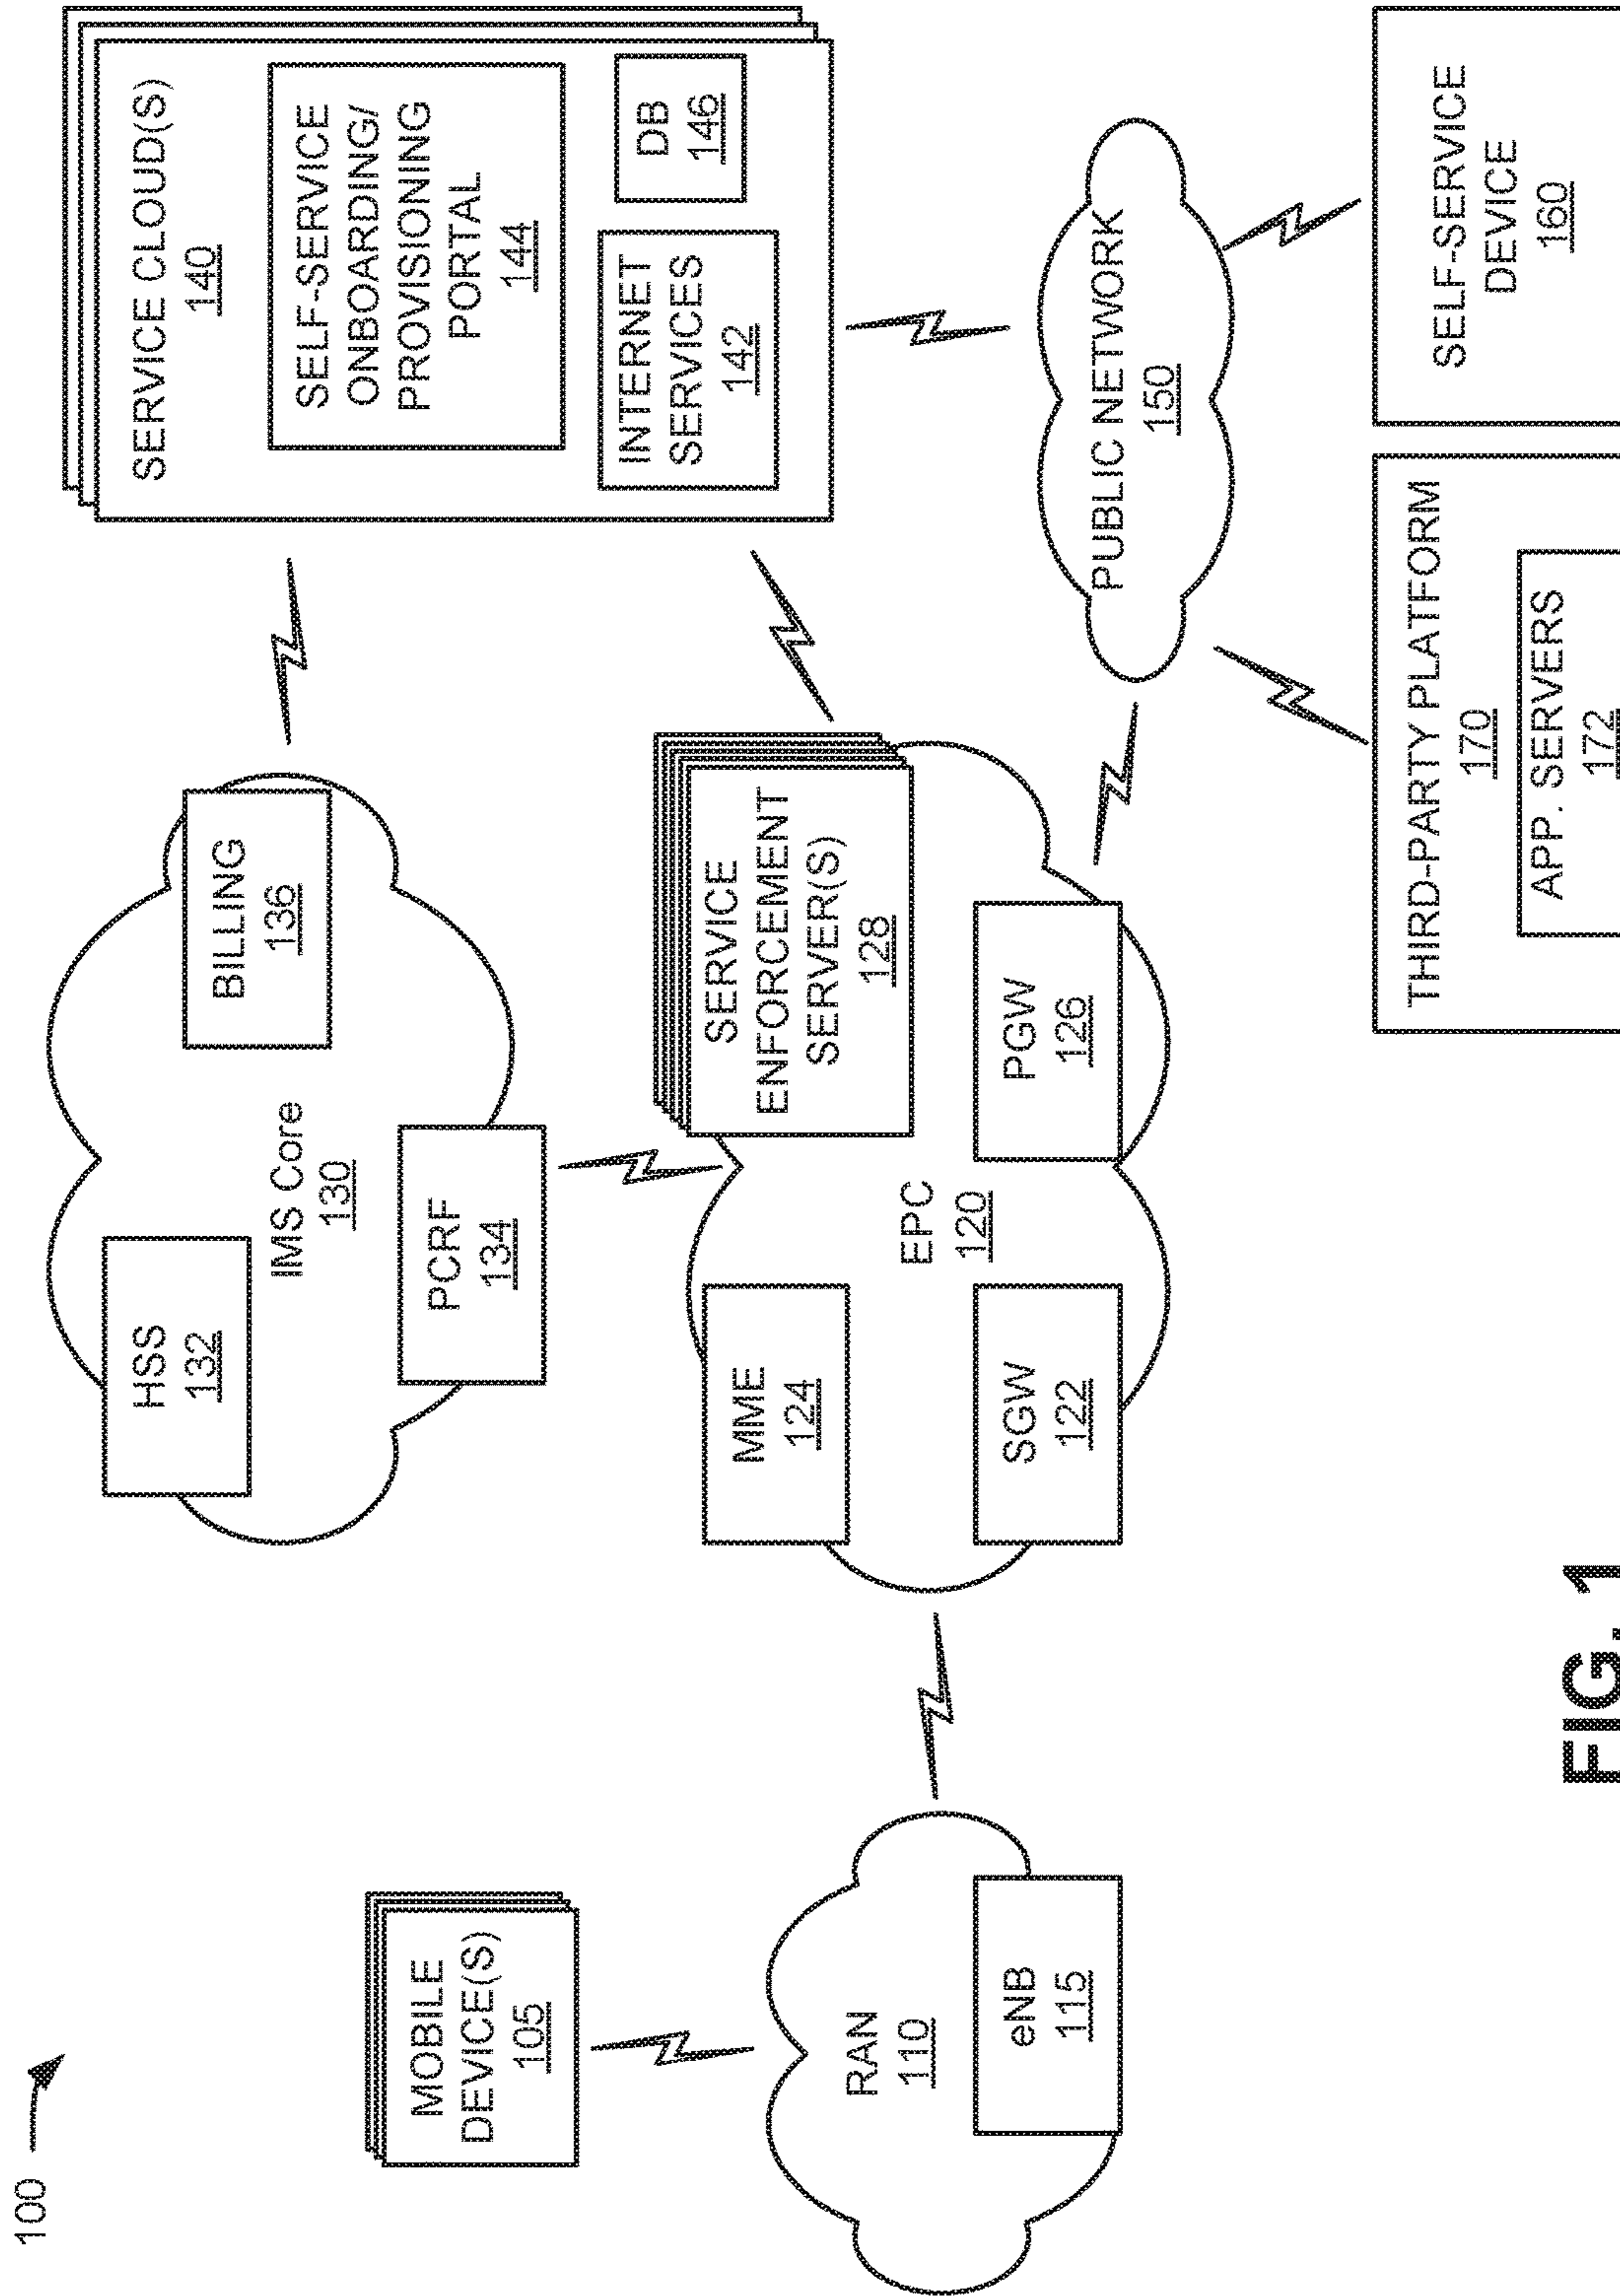 100
MOBILE
DEVICE(S)
105
RAN
110
eNB
115
HSS
132
IMS Core
130
BILLING
136
PCRF
134
MME
124
SERVICE
ENFORCEMENT
SERVER(S)
128
EPC
120
SGW
122
PGW
126
SERVICE CLOUD(S)
140
SELF-SERVICE
ONBOARDING/
PROVISIONING
PORTAL
144
INTERNET
SERVICES
142
DB
146
PUBLIC NETWORK
150
THIRD-PARTY PLATFORM
170
APP. SERVERS
172
SELF-SERVICE
DEVICE
160
FIG. 1